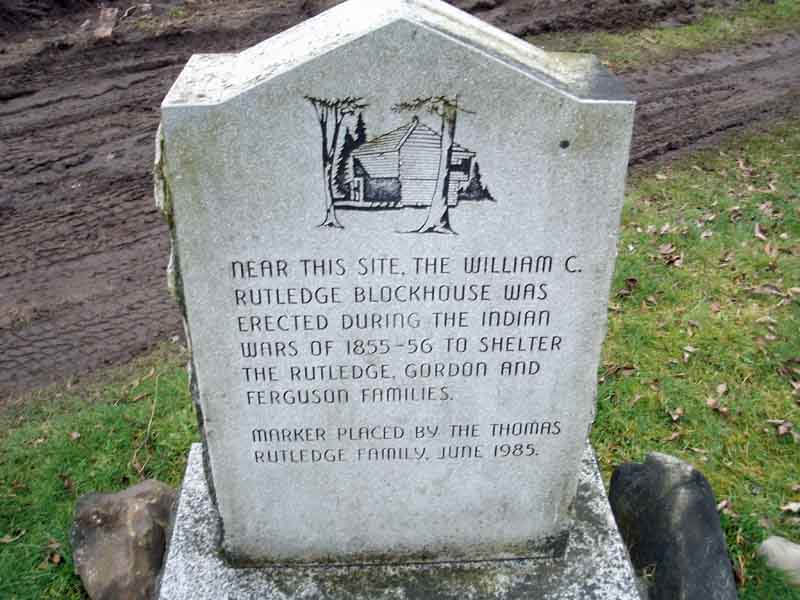 NEAR THIS SITE, THE WILLIAM C.
RUTLEDGE BLOCKHOUSE WAS
ERECTED DURING THE INDIAN
WARS OF 1855-56 TO SHELTER
THE RUTLEDGE, GORDON AND
FERGUSON FAMILIES.
MARKER PLACED BY THE THOMAS
RUTLEDGE FAMILY, JUNE 1985.